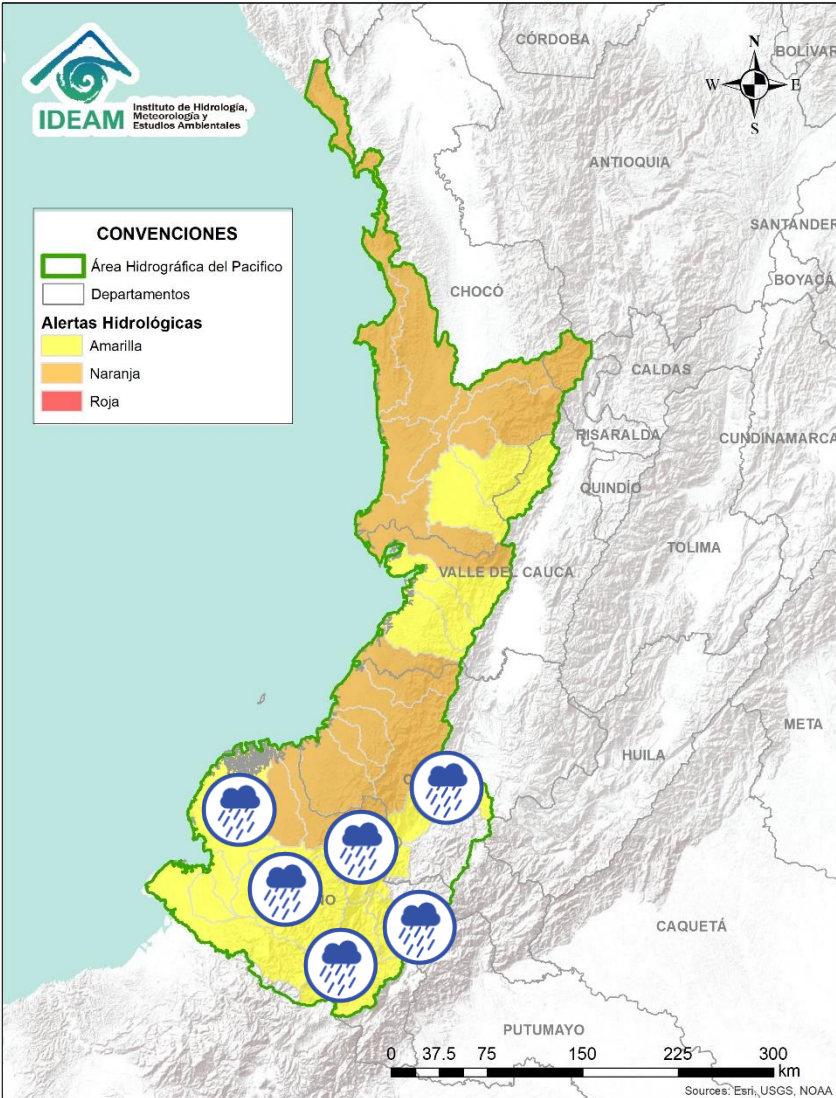 IDEAM
Instituto de Hidrología,
Meteorología y
Estudios Ambientales
CÓRDOBA
BOLÍVAR
N
W
E
S
ANTIOQUIA
SANTANDER
BOYACÁ
CONVENCIONES
Área Hidrográfica del Pacifico
Departamentos
Alertas Hidrológicas
Amarilla
Naranja
Roja
CHOCÓ
CALDAS
RISARALDA
CUNDINAMARCA
QUINDÍO
TOLIMA
VALLE DEL CAUCA
META
HUILA
CAQUETÁ
PUTUMAYO
0 37.5 75 150 225 300
km
Sources: Esri, USGS, NOAA